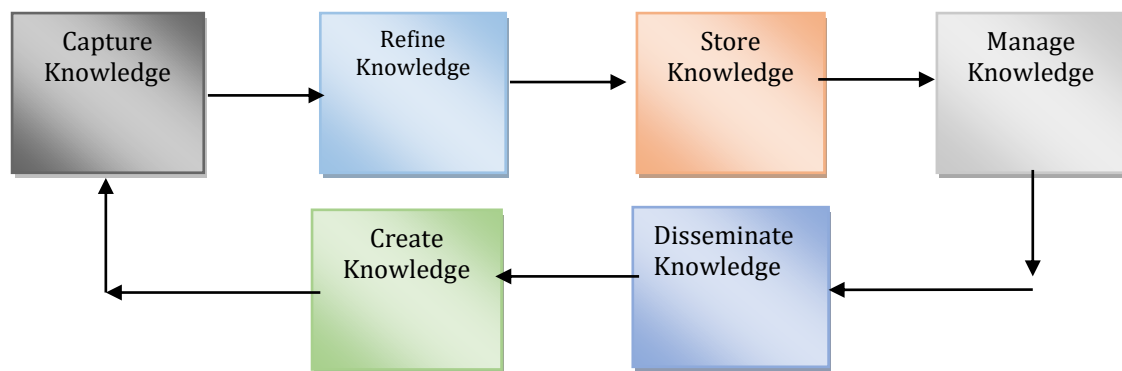 Capture
Knowledge
Refine
Knowledge
Store
Knowledge
Manage
Knowledge
Create
Knowledge
Disseminate
Knowledge